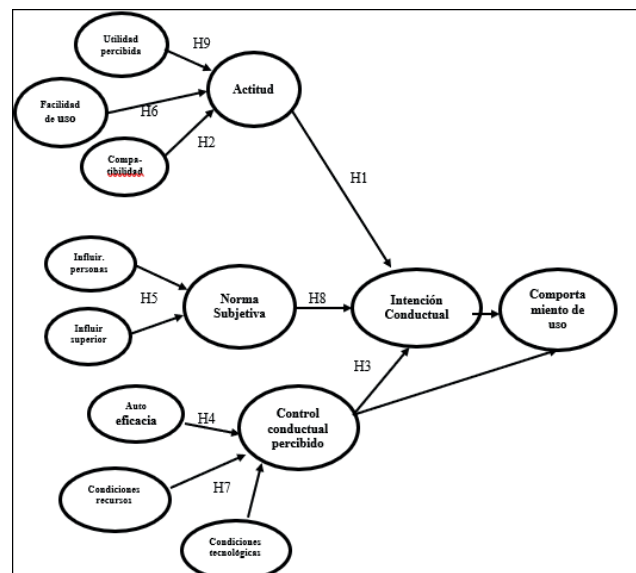 Utilidad
percibida
H9
Actitud
Facilidad
de uso
H6
H2
Compa-
tibilidad
H1
Influir.
personas
H5
Influir
superior
Norma
Subjetiva
H8
Intención
Conductual
Comporta
miento de
uso
H3
Auto
eficacia
H4
Control
conductual
percibido
Condiciones
recursos
H7
Condiciones
tecnológicas